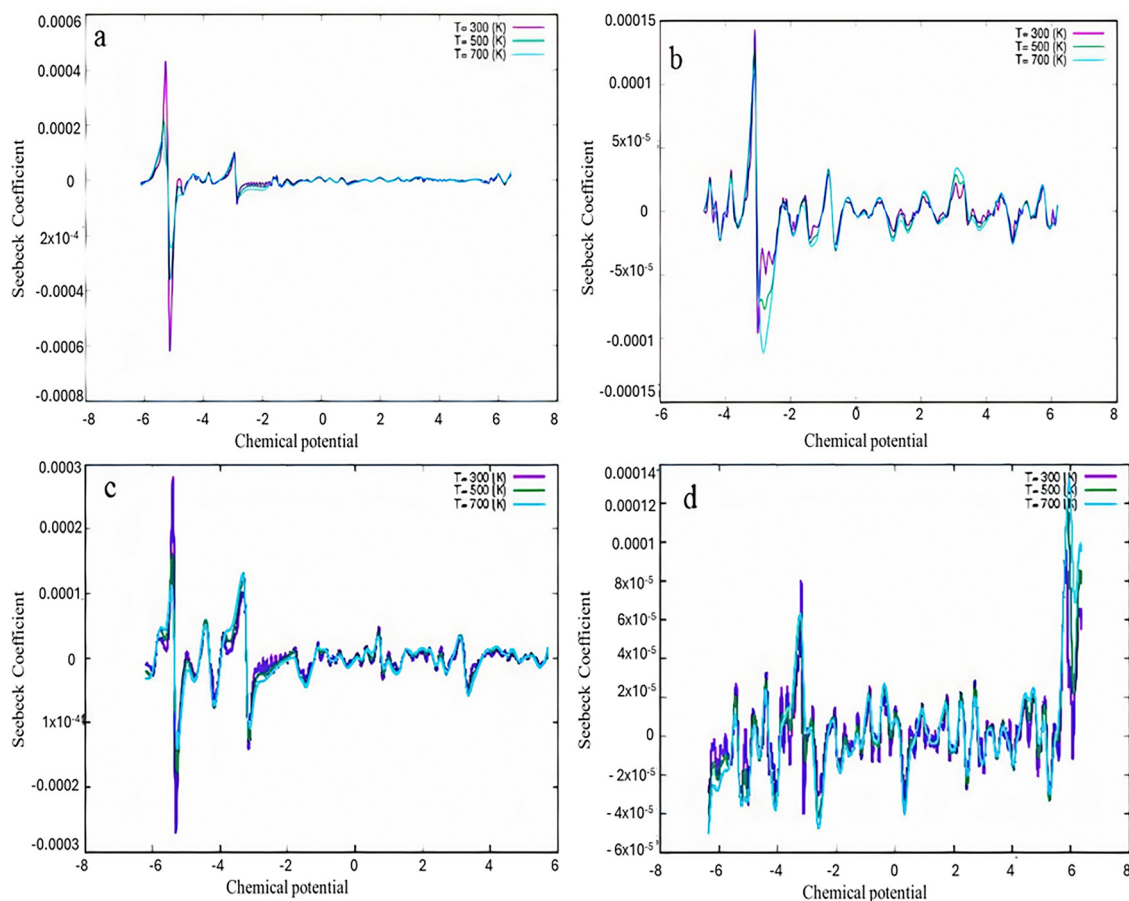 a
T= 300 (K)
T= 500 (K)
T= 700 (K)
0.0006
0.0004
0.0002
0
2x10⁻⁴
-0.0004
-0.0006
-0.0008
Seebeck Coefficient
-8 -6 -4 -2 0 2 4 6 8
Chemical potential
b
T= 300 (K)
T= 500 (K)
T= 700 (K)
0.00015
0.0001
5x10⁻⁵
0
-5x10⁻⁵
-0.0001
-0.00015
Seebeck Coefficient
-6 -4 -2 0 2 4 6 8
Chemical potential
c
T= 300 (K)
T= 500 (K)
T= 700 (K)
0.0003
0.0002
0.0001
0
1x10⁻⁴
-0.0002
-0.0003
Seebeck Coefficient
-8 -6 -4 -2 0 2 4 6
Chemical potential
d
T= 300 (K)
T= 500 (K)
T= 700 (K)
0.00014
0.00012
0.0001
8x10⁻⁵
6x10⁻⁵
4x10⁻⁵
2x10⁻⁵
0
-2x10⁻⁵
-4x10⁻⁵
-6x10⁻⁵
Seebeck Coefficient
-8 -6 -4 -2 0 2 4 6 8
Chemical potential